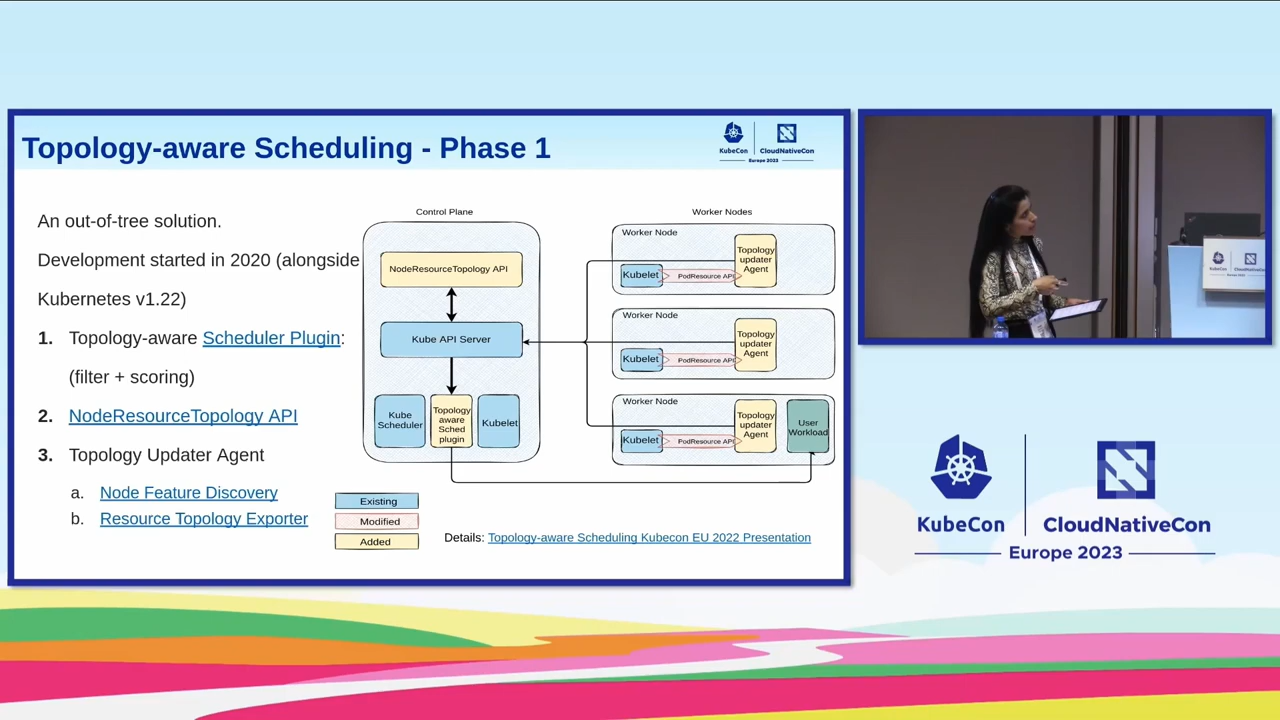 Topology-aware Scheduling - Phase 1
KubeCon
CloudNativeCon
Europe 2023
An out-of-tree solution.
Development started in 2020 (alongside
Kubernetes v1.22)
1. Topology-aware Scheduler Plugin:
(filter + scoring)
2. NodeResourceTopology API
3. Topology Updater Agent
a. Node Feature Discovery
b. Resource Topology Exporter
Control Plane
NodeResourceTopology API
Kube API Server
Kube
Scheduler
Topology
aware
Sched
plugin
Kubelet
Worker Nodes
Worker Node
Kubelet
PodResource API
Topology
updater
Agent
Worker Node
Kubelet
PodResource API
Topology
updater
Agent
Worker Node
Kubelet
PodResource API
Topology
updater
Agent
User
Workload
Existing
Modified
Added
Details: Topology-aware Scheduling Kubecon EU 2022 Presentation
KubeCon
CloudNativeCon
KubeCon
CloudNativeCon
Europe 2023